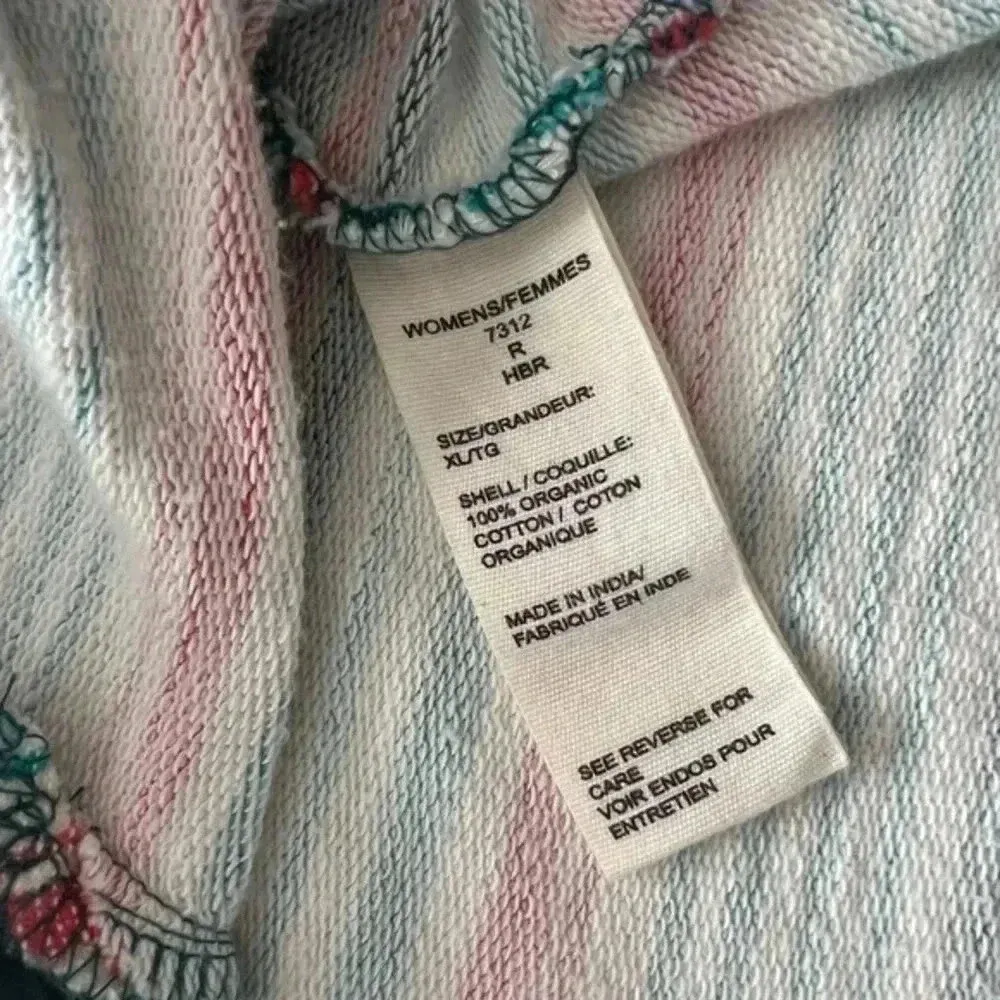 WOMENS/FEMMES
7312
R
HBR
SIZE/GRANDEUR:
XL/TG
SHELL / COQUILLE:
100% ORGANIC
COTTON / COTON
ORGANIQUE
MADE IN INDIA/
FABRIQUÉ EN INDE
SEE REVERSE FOR
CARE
VOIR ENDOS POUR
ENTRETIEN